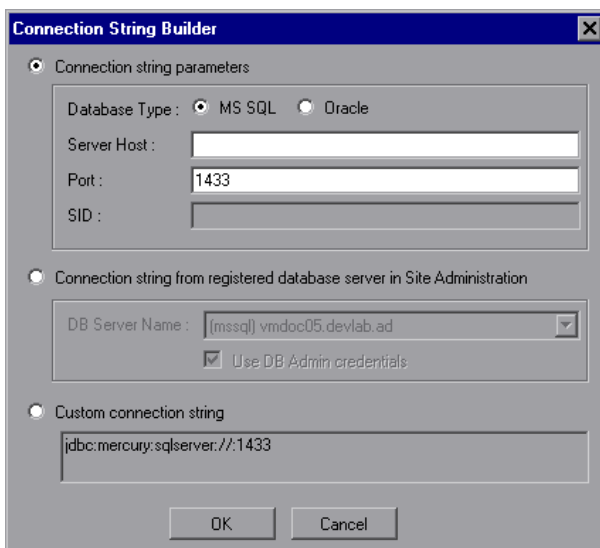 Connection String Builder
Connection string parameters
Database Type : MS SQL Oracle
Server Host :
Port : 1433
SID :
Connection string from registered database server in Site Administration
DB Server Name : (mssql) vmdoc05.devlab.ad
Use DB Admin credentials
Custom connection string
jdbc:mercury:sqlserver://:1433
OK Cancel